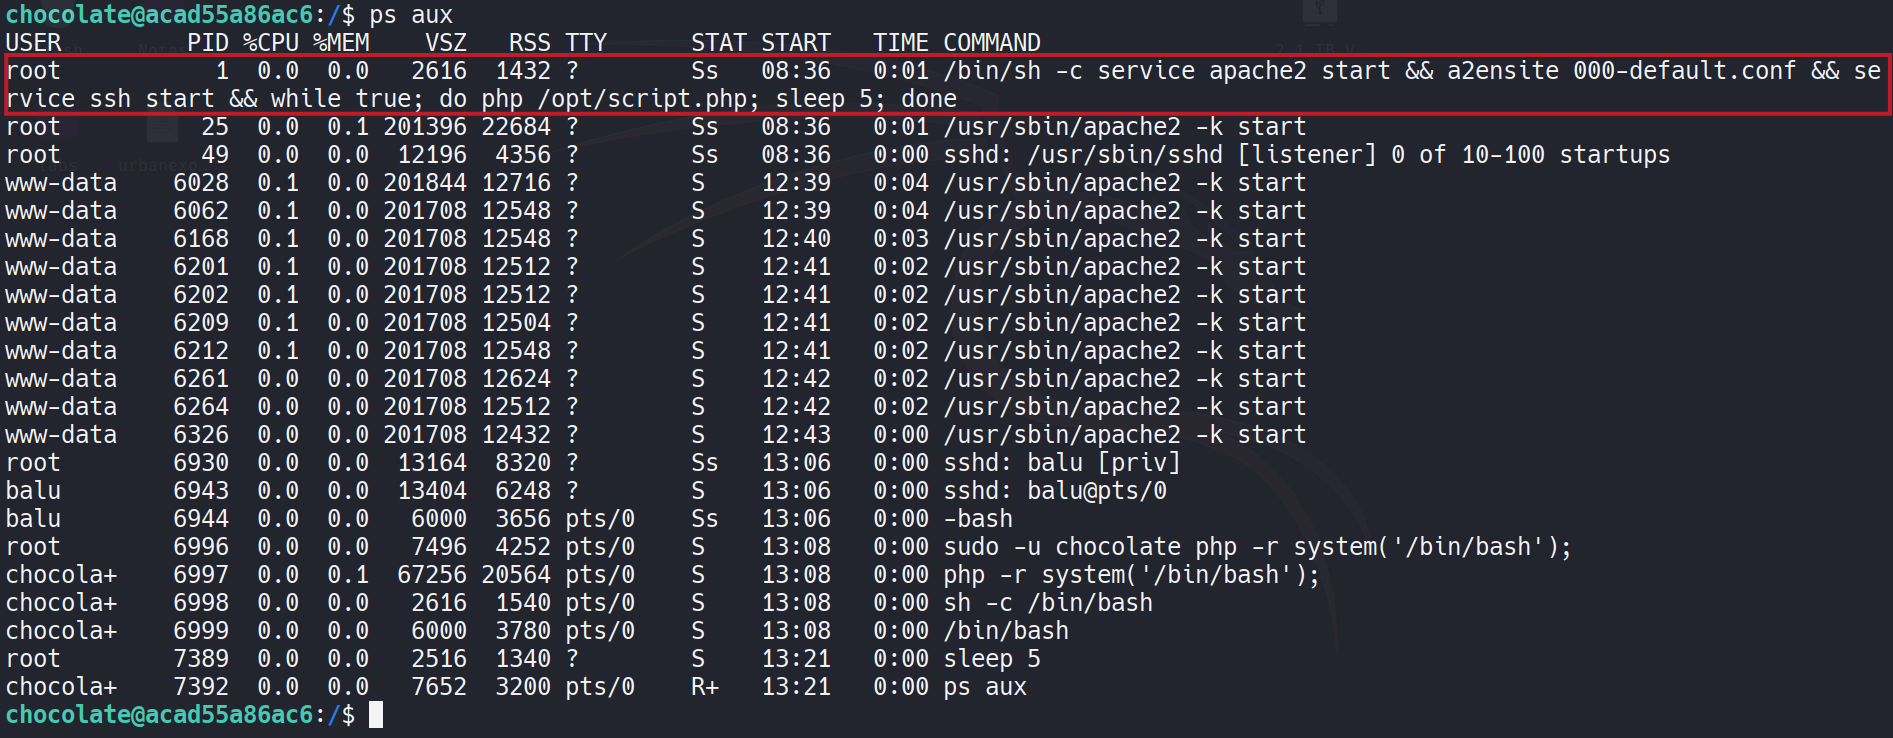 chocolate@acad55a86ac6:/$ ps aux
USER         PID %CPU %MEM    VSZ   RSS TTY      STAT START   TIME COMMAND
root           1  0.0  0.0   2616  1432 ?        Ss   08:36   0:01 /bin/sh -c service apache2 start && a2ensite 000-default.conf && se
rvice ssh start && while true; do php /opt/script.php; sleep 5; done
root          25  0.0  0.1 201396 22684 ?        Ss   08:36   0:01 /usr/sbin/apache2 -k start
root          49  0.0  0.0  12196  4356 ?        Ss   08:36   0:00 sshd: /usr/sbin/sshd [listener] 0 of 10-100 startups
www-data    6028  0.1  0.0 201844 12716 ?        S    12:39   0:04 /usr/sbin/apache2 -k start
www-data    6062  0.1  0.0 201708 12548 ?        S    12:39   0:04 /usr/sbin/apache2 -k start
www-data    6168  0.1  0.0 201708 12548 ?        S    12:40   0:03 /usr/sbin/apache2 -k start
www-data    6201  0.1  0.0 201708 12512 ?        S    12:41   0:02 /usr/sbin/apache2 -k start
www-data    6202  0.1  0.0 201708 12512 ?        S    12:41   0:02 /usr/sbin/apache2 -k start
www-data    6209  0.1  0.0 201708 12504 ?        S    12:41   0:02 /usr/sbin/apache2 -k start
www-data    6212  0.1  0.0 201708 12548 ?        S    12:41   0:02 /usr/sbin/apache2 -k start
www-data    6261  0.0  0.0 201708 12624 ?        S    12:42   0:02 /usr/sbin/apache2 -k start
www-data    6264  0.0  0.0 201708 12512 ?        S    12:42   0:02 /usr/sbin/apache2 -k start
www-data    6326  0.0  0.0 201708 12432 ?        S    12:43   0:00 /usr/sbin/apache2 -k start
root        6930  0.0  0.0  13164  8320 ?        Ss   13:06   0:00 sshd: balu [priv]
balu        6943  0.0  0.0  13404  6248 ?        S    13:06   0:00 sshd: balu@pts/0
balu        6944  0.0  0.0   6000  3656 pts/0    Ss   13:06   0:00 -bash
root        6996  0.0  0.0   7496  4252 pts/0    S    13:08   0:00 sudo -u chocolate php -r system('/bin/bash');
chocola+    6997  0.0  0.1  67256 20564 pts/0    S    13:08   0:00 php -r system('/bin/bash');
chocola+    6998  0.0  0.0   2616  1540 pts/0    S    13:08   0:00 sh -c /bin/bash
chocola+    6999  0.0  0.0   6000  3780 pts/0    S    13:08   0:00 /bin/bash
root        7389  0.0  0.0   2516  1340 ?        S    13:21   0:00 sleep 5
chocola+    7392  0.0  0.0   7652  3200 pts/0    R+   13:21   0:00 ps aux
chocolate@acad55a86ac6:/$